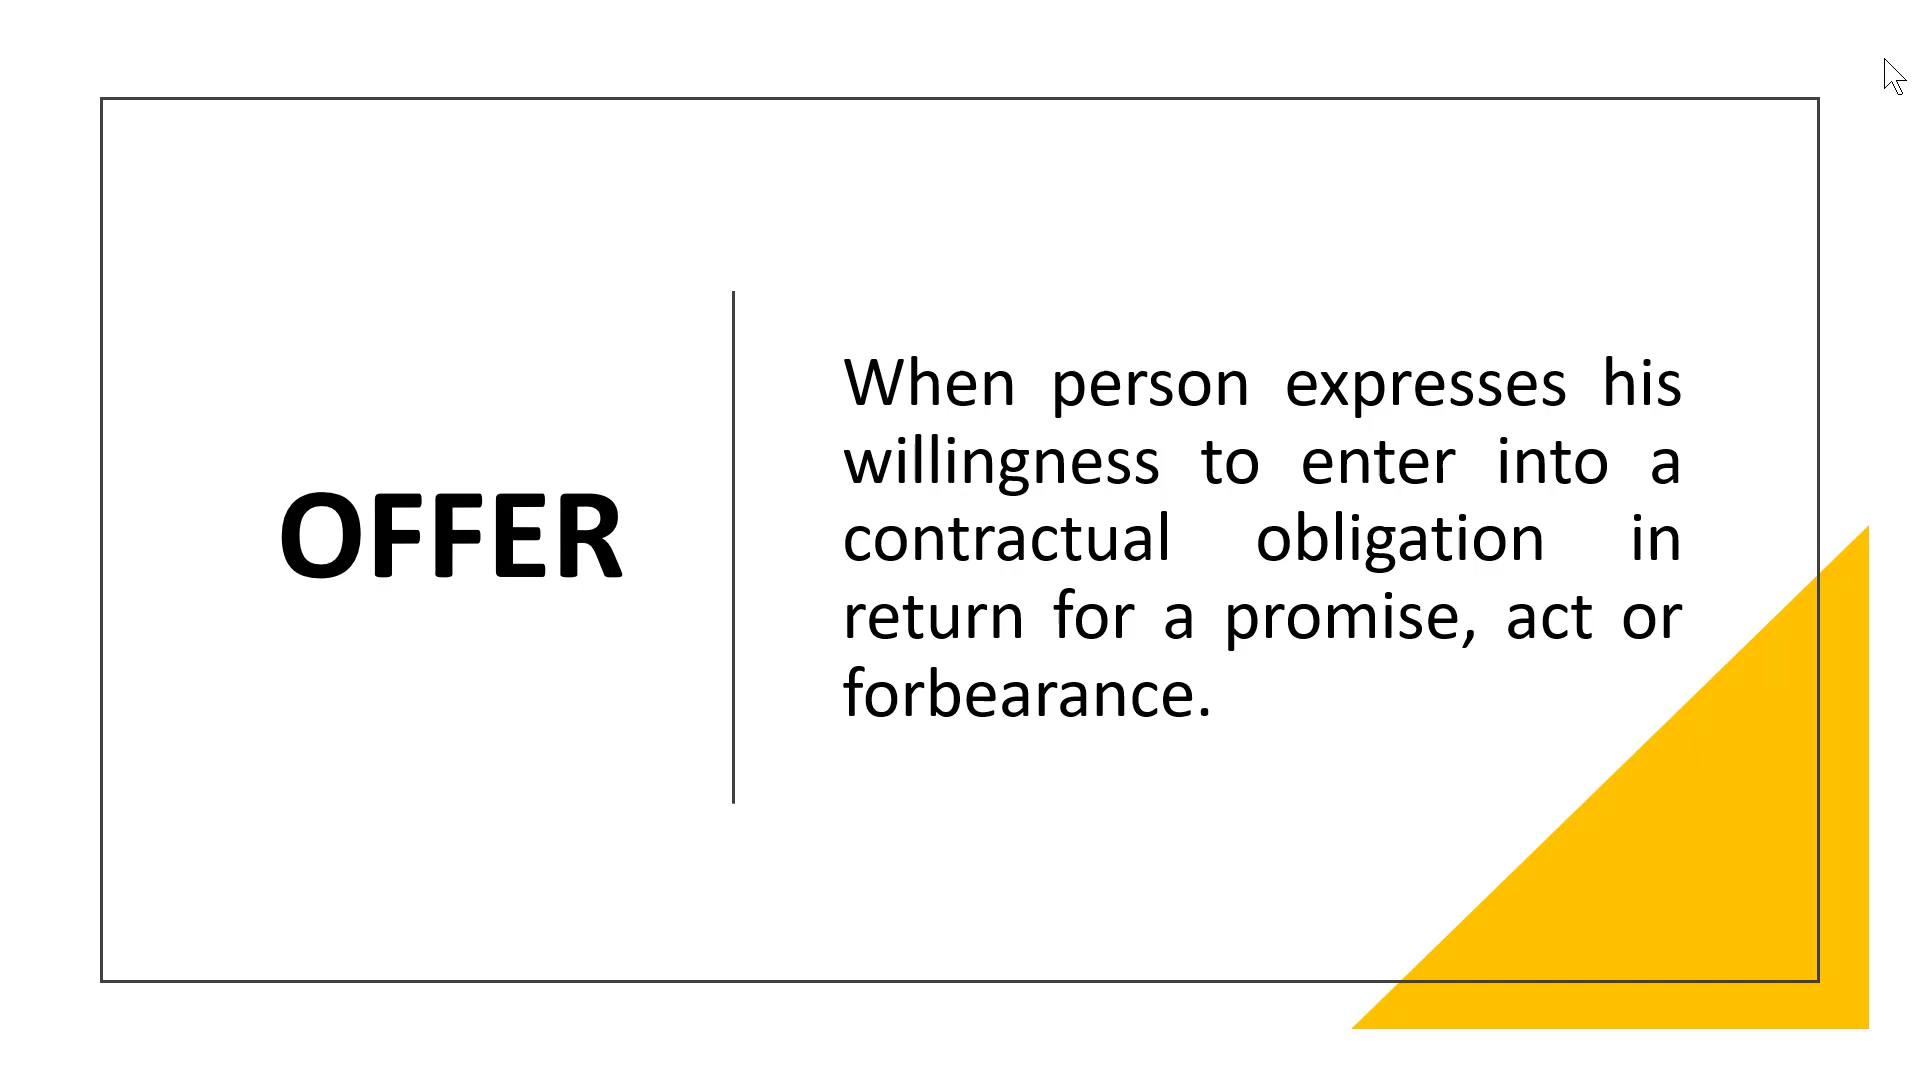 OFFER
When person expresses his
willingness to enter into a
contractual obligation in
return for a promise, act or
forbearance.